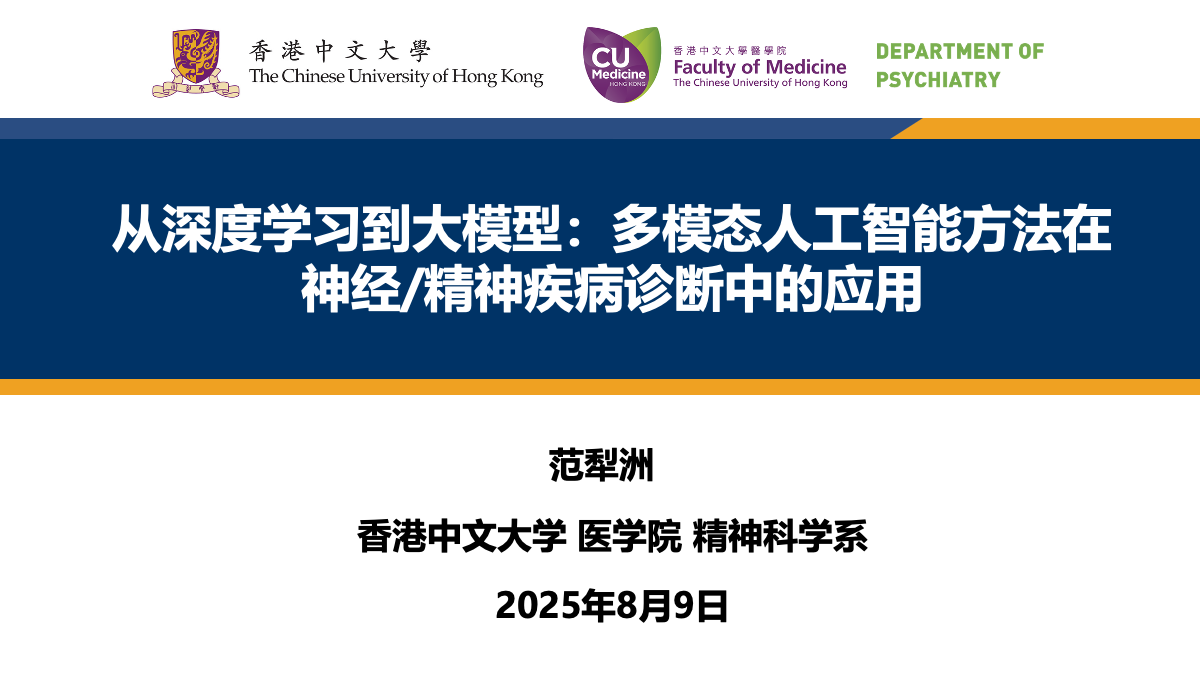 香港中文大學
The Chinese University of Hong Kong
CU
Medicine
HONG KONG
香港中文大學醫學院
Faculty of Medicine
The Chinese University of Hong Kong
DEPARTMENT OF
PSYCHIATRY
从深度学习到大模型：多模态人工智能方法在
神经/精神疾病诊断中的应用
范犁洲
香港中文大学 医学院 精神科学系
2025年8月9日